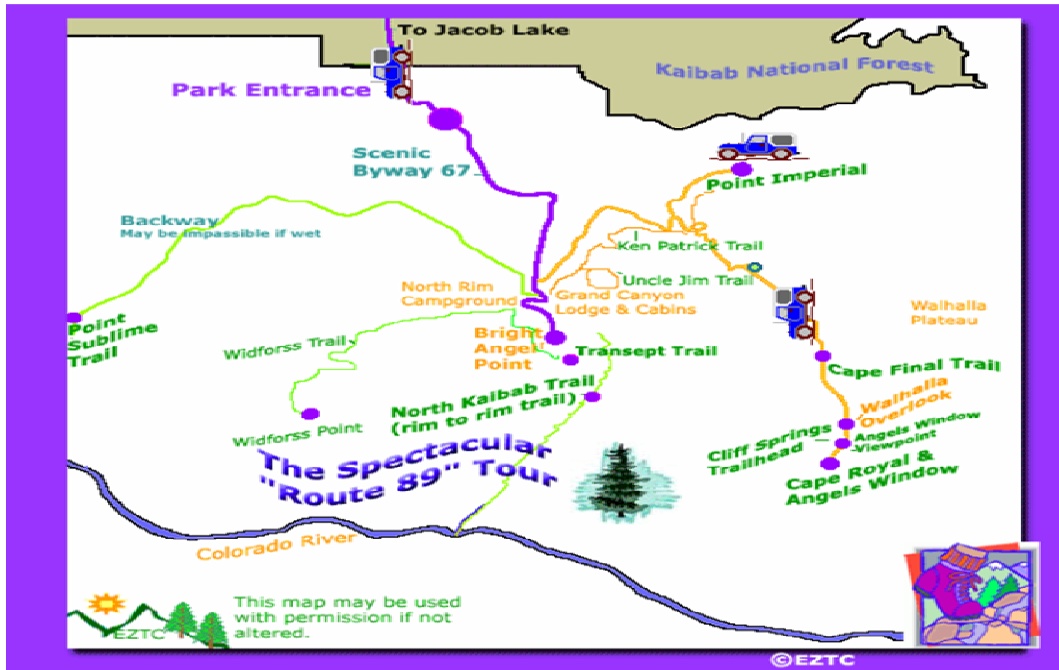 To Jacob Lake
Kaibab National Forest
Park Entrance
Scenic
Byway 67
Point Imperial
Backway
May be impassible if wet
Ken Patrick Trail
Uncle Jim Trail
North Rim
Campground
Grand Canyon
Lodge & Cabins
Walhalla
Plateau
Point
Sublime
Trail
Bright
Angel
Point
Widforss Trail
Transept Trail
Cape Final Trail
North Kaibab Trail
(rim to rim trail)
Walhalla
Overlook
Widforss Point
Cliff Springs
Trailhead
Angels Window
Viewpoint
The Spectacular
"Route 89" Tour
Cape Royal &
Angels Window
Colorado River
This map may be used
with permission if not
altered.
EZTC
©EZTC